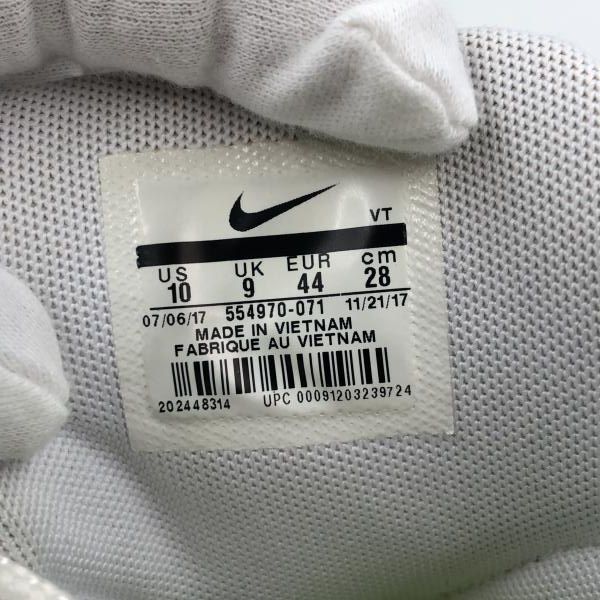 VT
US UK EUR cm
10 9 44 28
07/06/17 554970-071 11/21/17
MADE IN VIETNAM
FABRIQUE AU VIETNAM
202448314 UPC 00091203239724